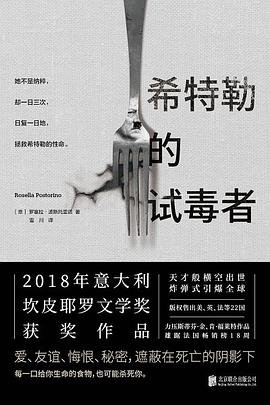 她不是纳粹，
却一日三次，
日复一日地，
拯救希特勒的性命。
希特勒
的
试毒者
Rosella Postorino
［意］罗塞拉·波斯托里诺 著
雷川 译
2018年意大利
坎皮耶罗文学奖
获奖作品
天才般横空出世
炸弹式引爆全球
版权售出美、英、法等22国
力压斯蒂芬·金、肯·福莱特作品
雄踞法国畅销榜18周
爱、友谊、悔恨、秘密，遮蔽在死亡的阴影下
每一口给你生命的食物，也可能杀死你。
北京联合出版公司